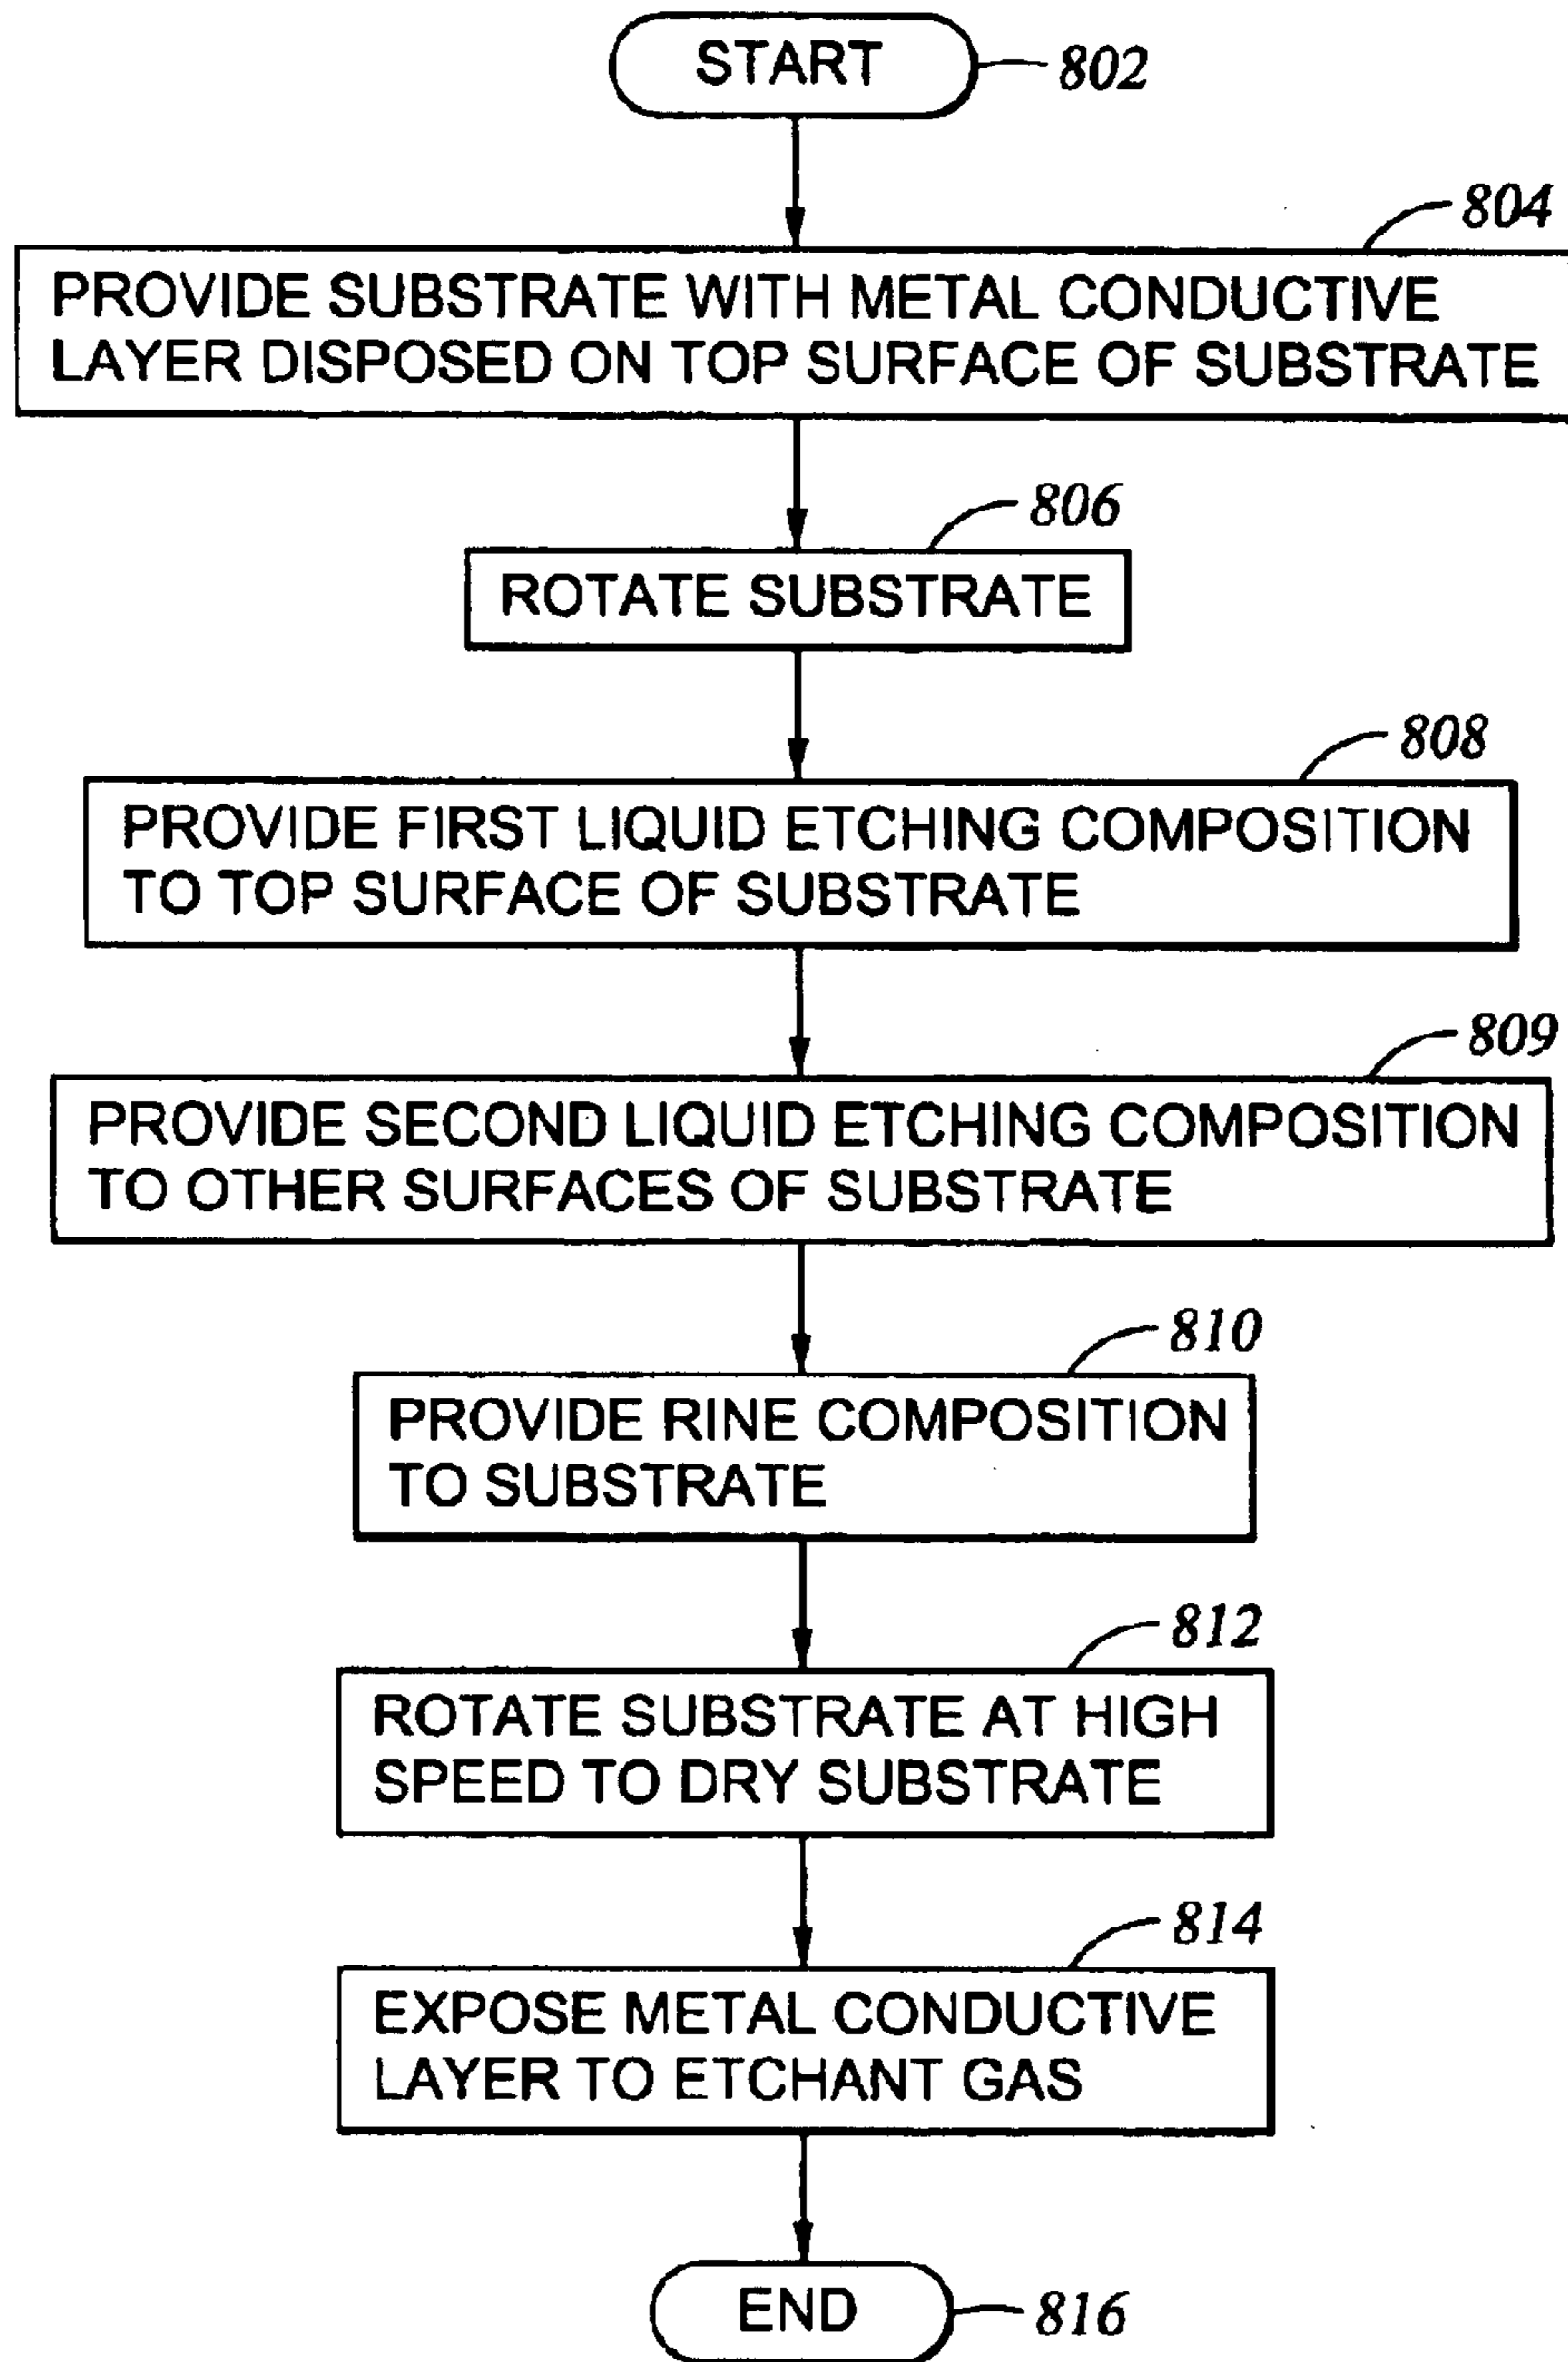 START
802
804
PROVIDE SUBSTRATE WITH METAL CONDUCTIVE
LAYER DISPOSED ON TOP SURFACE OF SUBSTRATE
806
ROTATE SUBSTRATE
808
PROVIDE FIRST LIQUID ETCHING COMPOSITION
TO TOP SURFACE OF SUBSTRATE
809
PROVIDE SECOND LIQUID ETCHING COMPOSITION
TO OTHER SURFACES OF SUBSTRATE
810
PROVIDE RINE COMPOSITION
TO SUBSTRATE
812
ROTATE SUBSTRATE AT HIGH
SPEED TO DRY SUBSTRATE
814
EXPOSE METAL CONDUCTIVE
LAYER TO ETCHANT GAS
END
816